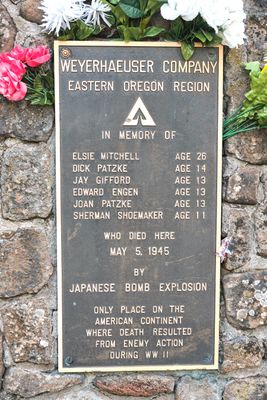 WEYERHAEUSER COMPANY
EASTERN OREGON REGION
IN MEMORY OF
ELSIE MITCHELL AGE 26
DICK PATZKE AGE 14
JAY GIFFORD AGE 13
EDWARD ENGEN AGE 13
JOAN PATZKE AGE 13
SHERMAN SHOEMAKER AGE 11
WHO DIED HERE
MAY 5, 1945
BY
JAPANESE BOMB EXPLOSION
ONLY PLACE ON THE
AMERICAN CONTINENT
WHERE DEATH RESULTED
FROM ENEMY ACTION
DURING WW II